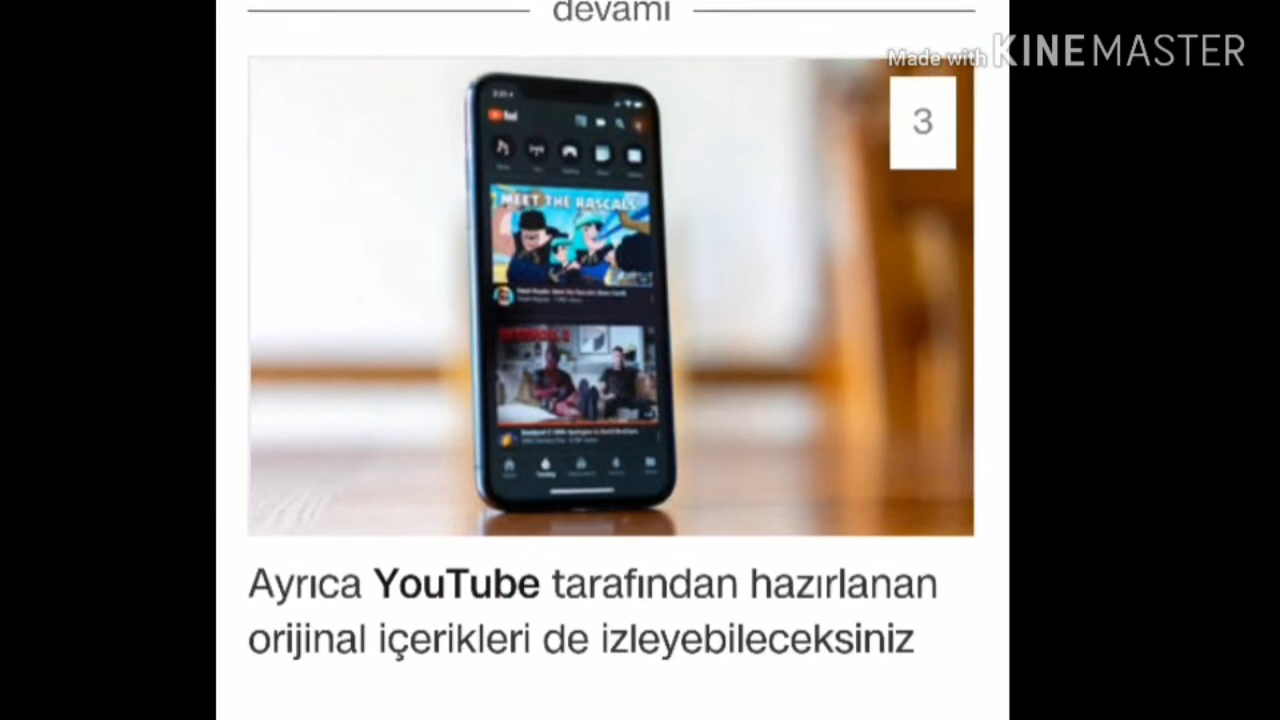 devamı
Made with KINEMASTER
3
MEET THE RASCALS
Ayrıca YouTube tarafından hazırlanan
orijinal içerikleri de izleyebileceksiniz